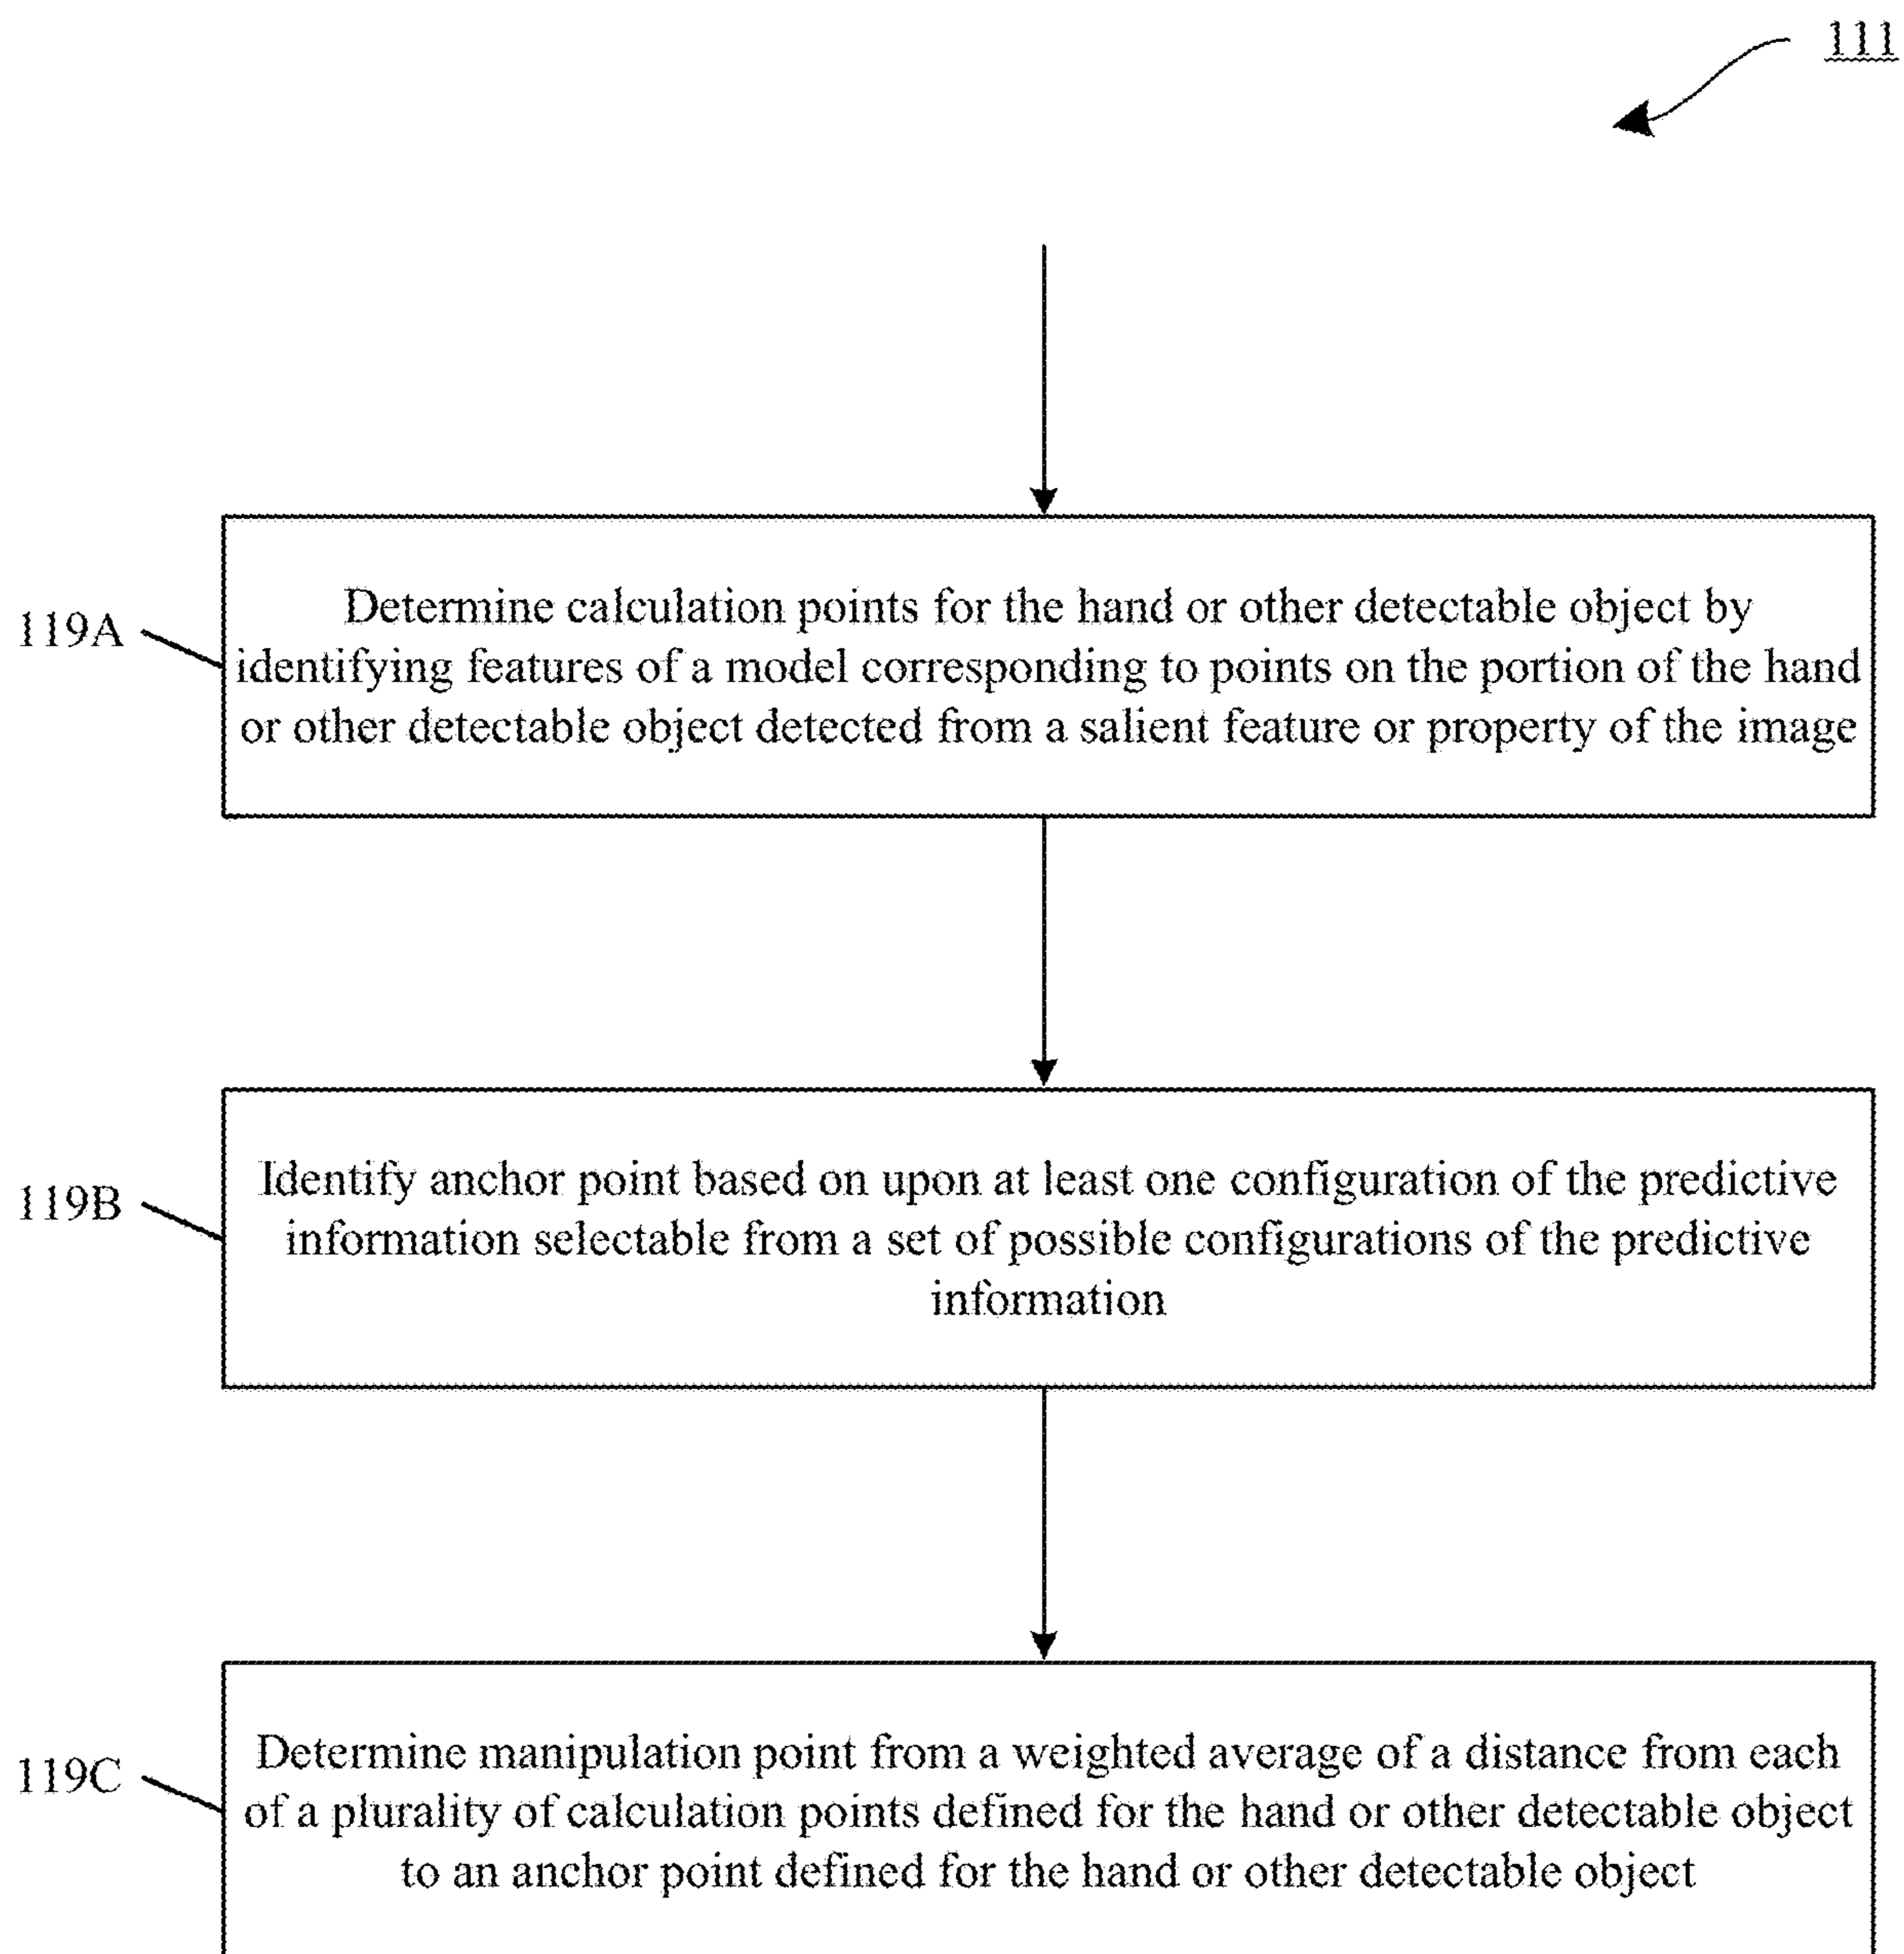 111
119A
Determine calculation points for the hand or other detectable object by
identifying features of a model corresponding to points on the portion of the hand
or other detectable object detected from a salient feature or property of the image
119B
Identify anchor point based on upon at least one configuration of the predictive
information selectable from a set of possible configurations of the predictive
information
119C
Determine manipulation point from a weighted average of a distance from each
of a plurality of calculation points defined for the hand or other detectable object
to an anchor point defined for the hand or other detectable object